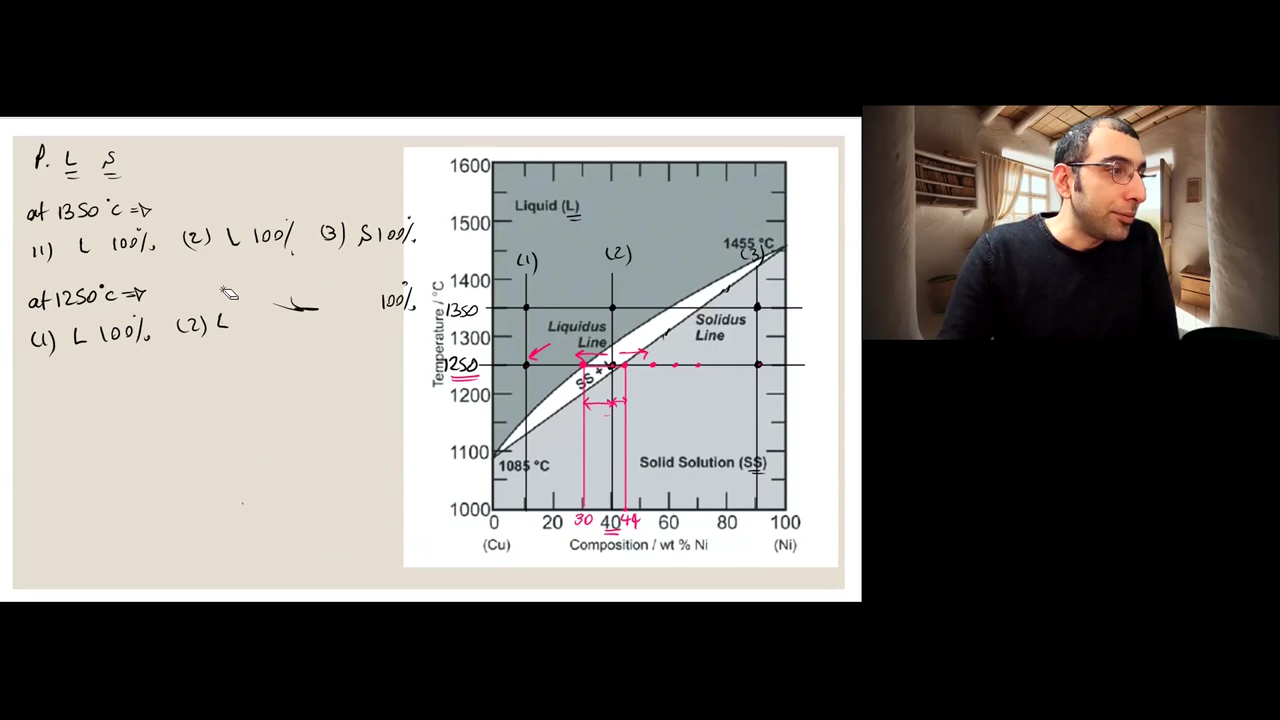 P. L S
at 1350°C ⇒
(1) L 100% (2) L 100% (3) S 100%
at 1250°C ⇒ 100%
(1) L 100% (2) L
1600
Liquid (L)
1500
1455 °C
(1) (2) (3)
1400
1350
Liquidus
Line
Solidus
Line
1300
1250
SS +
1200
1100
1085 °C
Solid Solution (SS)
1000
Temperature / °C
0 20 30 40 44 60 80 100
(Cu) Composition / wt % Ni (Ni)